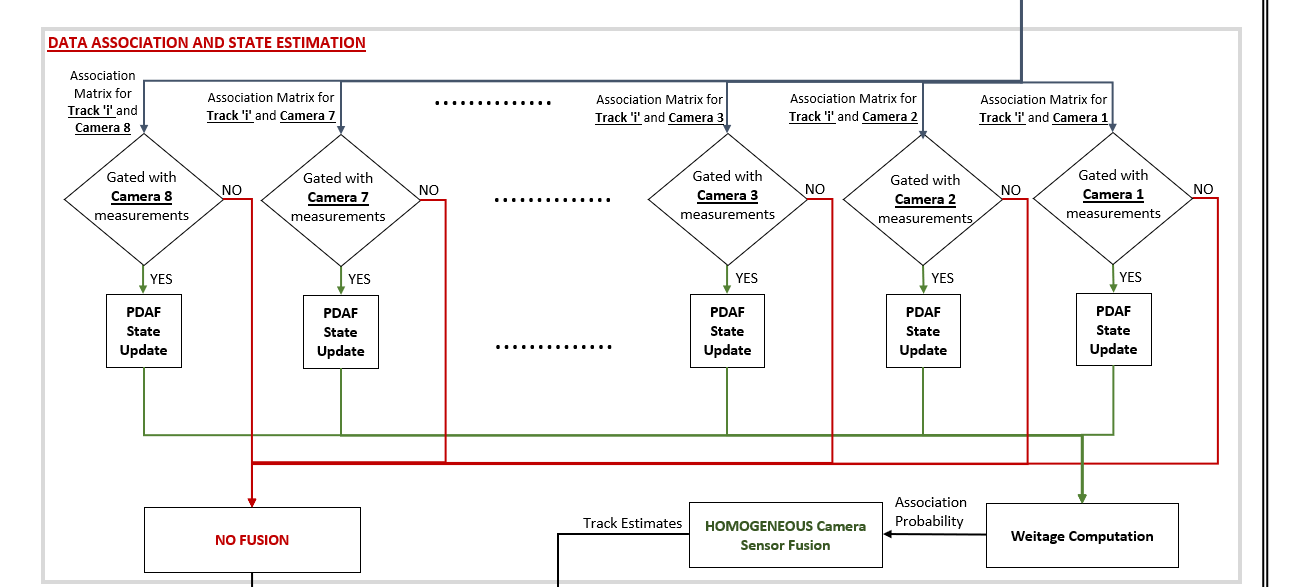 DATA ASSOCIATION AND STATE ESTIMATION
Association
Matrix for
Track 'i' and
Camera 8
Association Matrix for
Track 'i' and Camera 7
..............
Association Matrix for
Track 'i' and Camera 3
Association Matrix for
Track 'i' and Camera 2
Association Matrix for
Track 'i' and Camera 1
Gated with
Camera 8
measurements
NO
Gated with
Camera 7
measurements
NO
..............
Gated with
Camera 3
measurements
NO
Gated with
Camera 2
measurements
NO
Gated with
Camera 1
measurements
NO
YES
YES
YES
YES
YES
PDAF
State
Update
PDAF
State
Update
..............
PDAF
State
Update
PDAF
State
Update
PDAF
State
Update
NO FUSION
Track Estimates
HOMOGENEOUS Camera
Sensor Fusion
Association
Probability
Weitage Computation